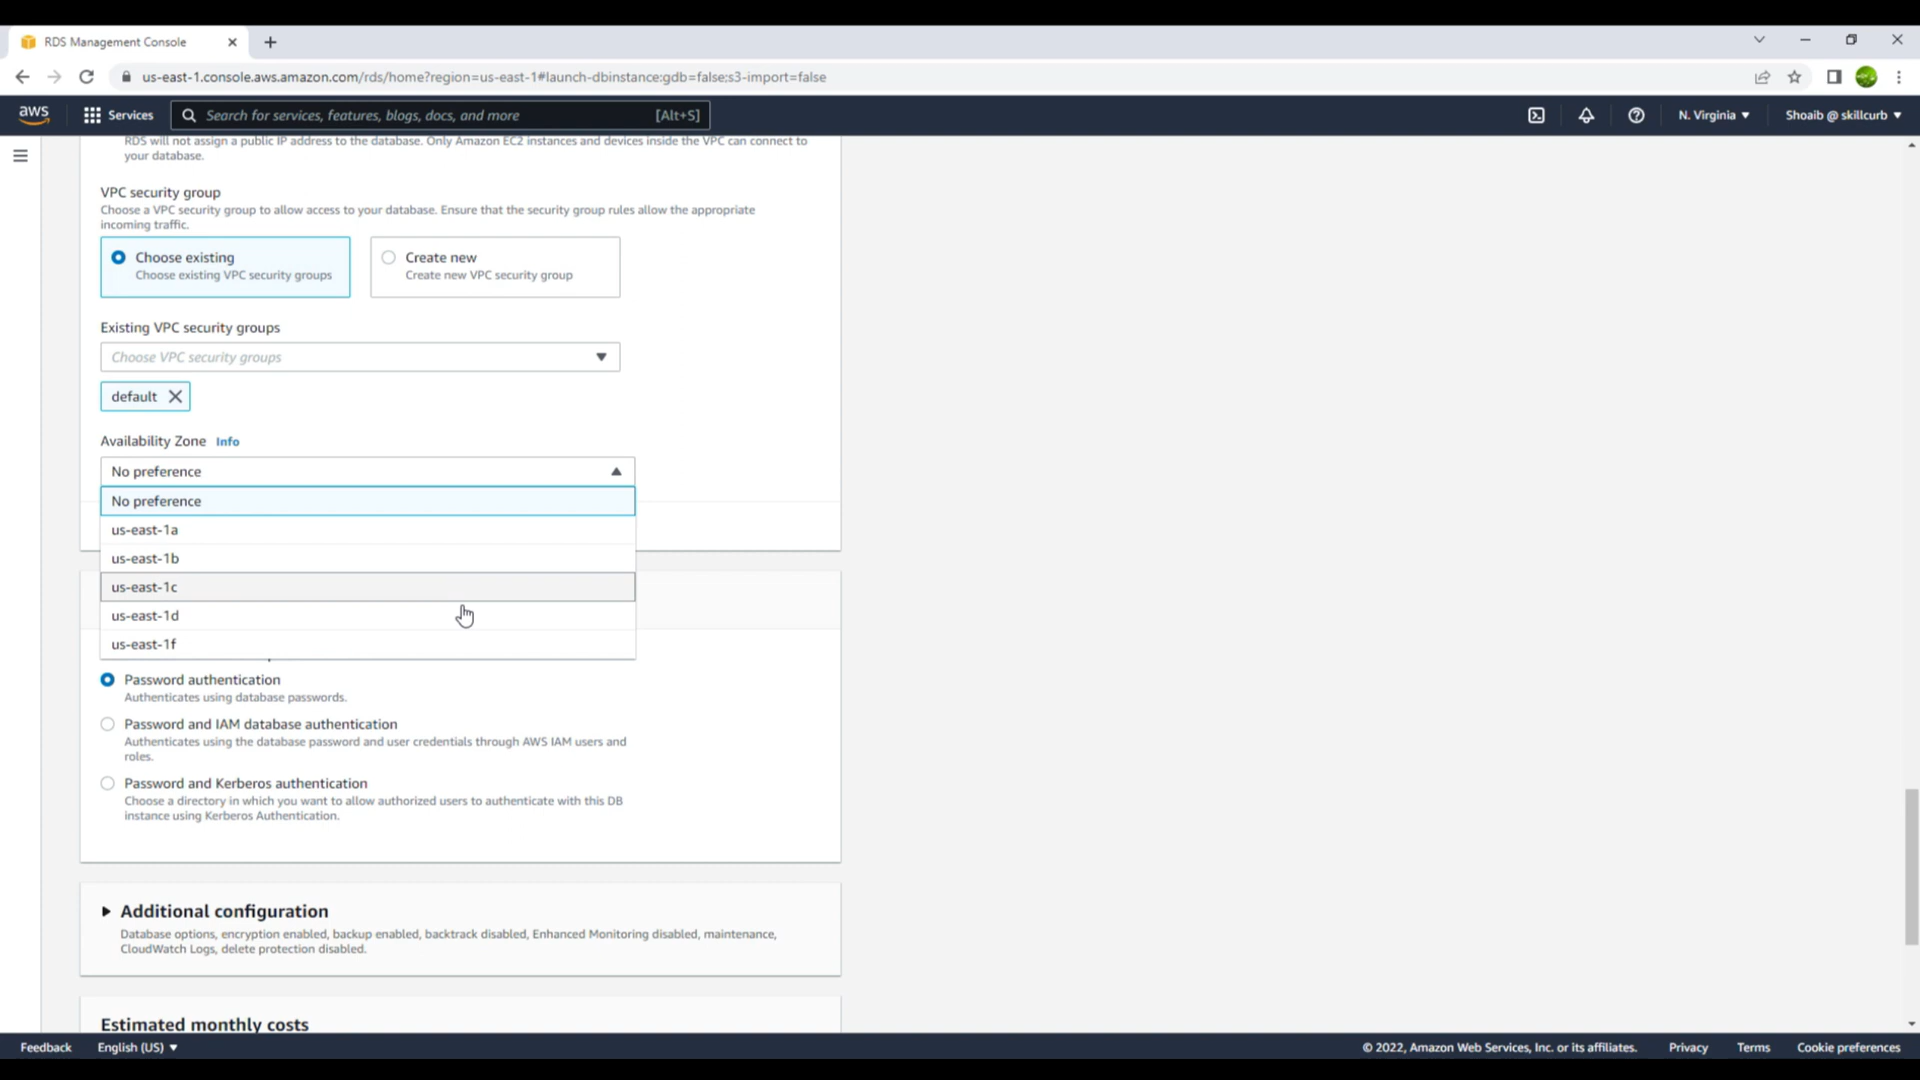 RDS Management Console
us-east-1.console.aws.amazon.com/rds/home?region=us-east-1#launch-dbinstance:gdb=false;s3-import=false
aws
Services
Search for services, features, blogs, docs, and more
[Alt+S]
N. Virginia
Shoaib @ skillcurb
RDS will not assign a public IP address to the database. Only Amazon EC2 instances and devices inside the VPC can connect to
your database.
VPC security group
Choose a VPC security group to allow access to your database. Ensure that the security group rules allow the appropriate
incoming traffic.
Choose existing
Choose existing VPC security groups
Create new
Create new VPC security group
Existing VPC security groups
Choose VPC security groups
default
Availability Zone Info
No preference
No preference
us-east-1a
us-east-1b
us-east-1c
us-east-1d
us-east-1f
Password authentication
Authenticates using database passwords.
Password and IAM database authentication
Authenticates using the database password and user credentials through AWS IAM users and
roles.
Password and Kerberos authentication
Choose a directory in which you want to allow authorized users to authenticate with this DB
instance using Kerberos Authentication.
Additional configuration
Database options, encryption enabled, backup enabled, backtrack disabled, Enhanced Monitoring disabled, maintenance,
CloudWatch Logs, delete protection disabled.
Estimated monthly costs
Feedback
English (US)
© 2022, Amazon Web Services, Inc. or its affiliates.
Privacy
Terms
Cookie preferences